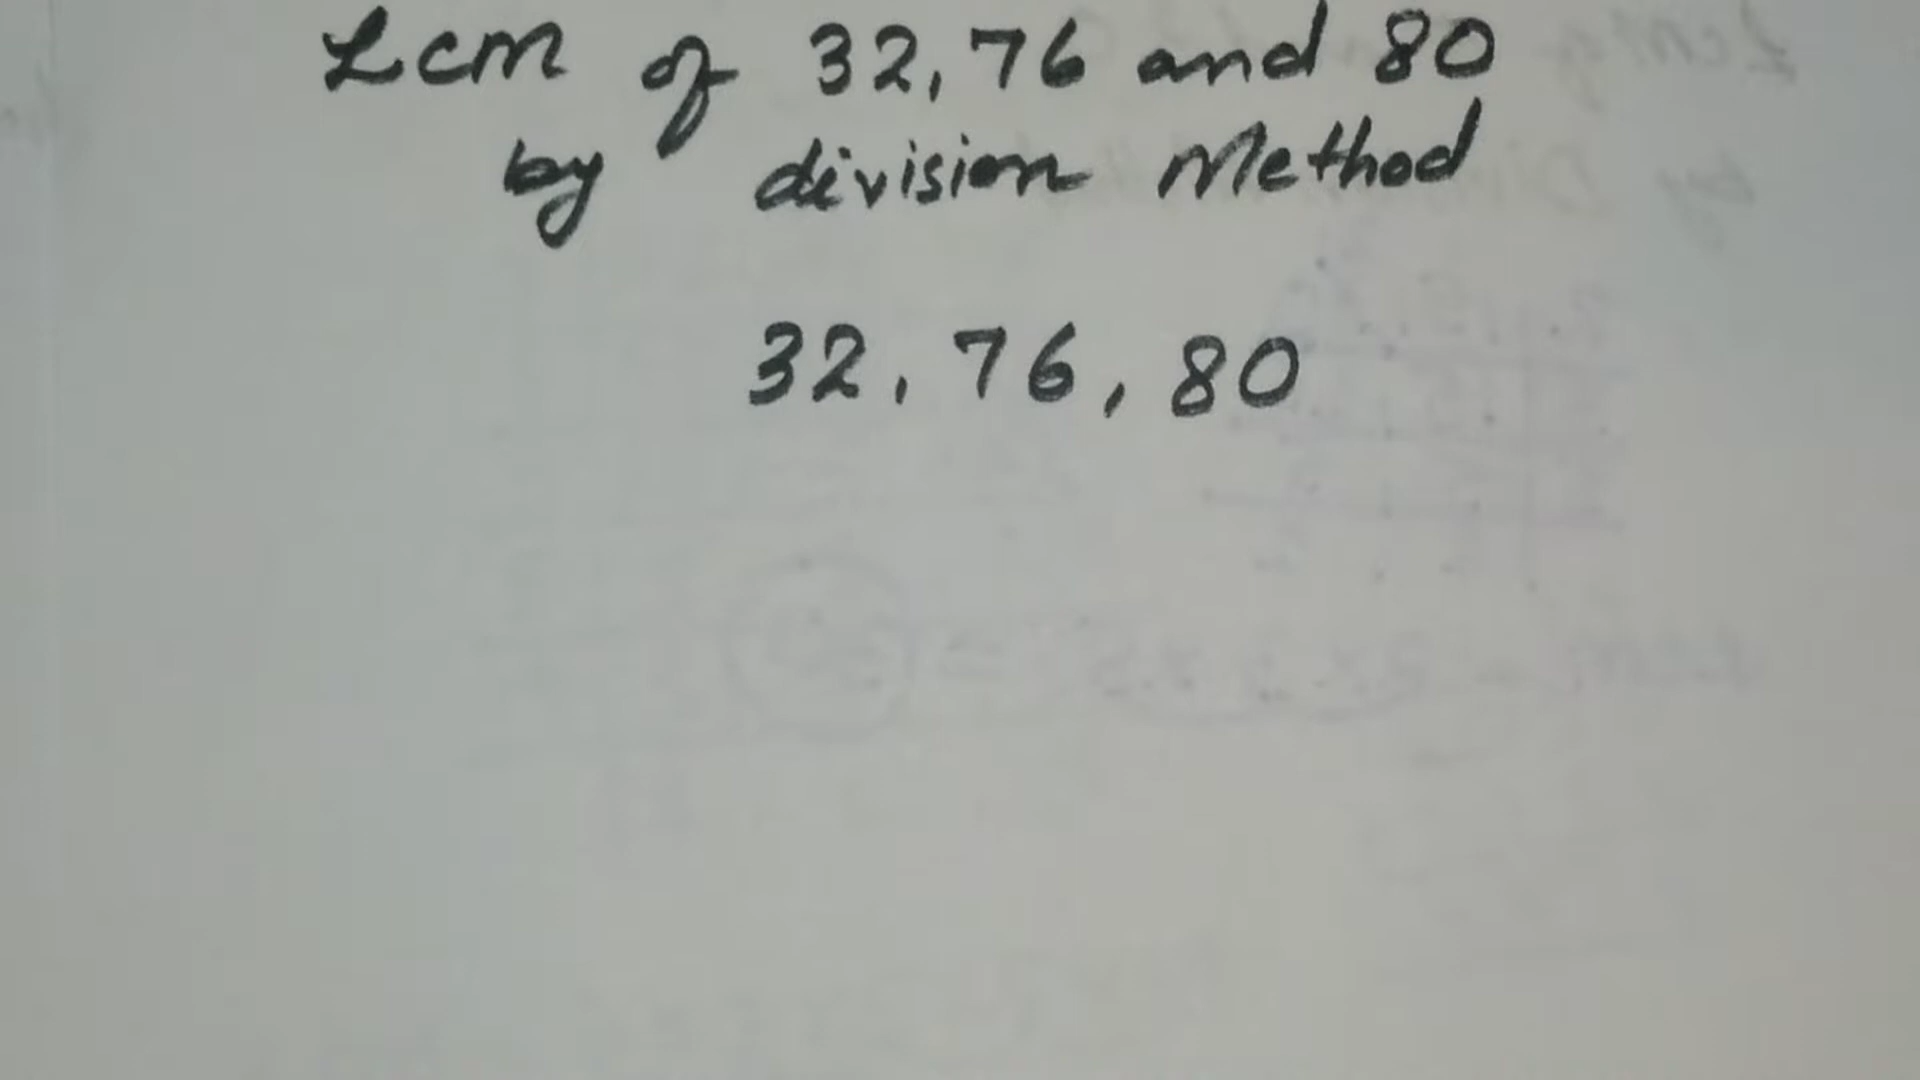 Lcm of 32, 76 and 80
by division Method
32, 76, 80